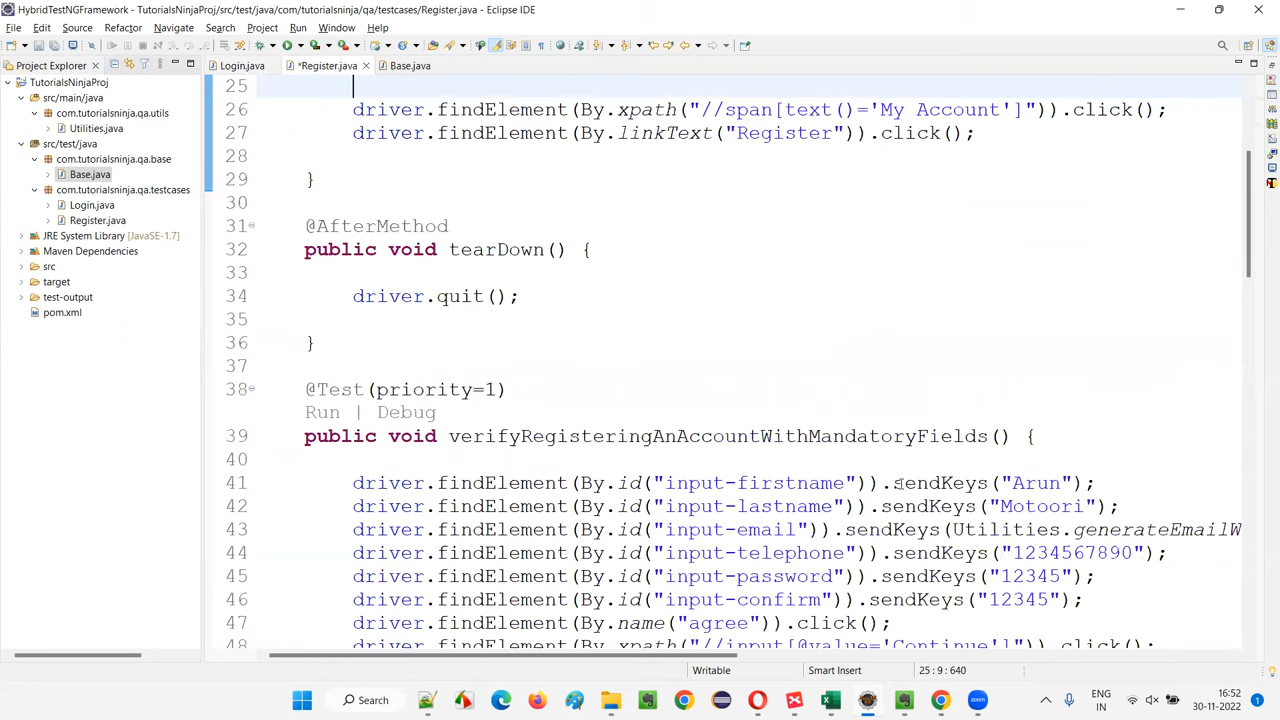 HybridTestNGFramework - TutorialsNinjaProj/src/test/java/com/tutorialsninja/qa/testcases/Register.java - Eclipse IDE
File Edit Source Refactor Navigate Search Project Run Window Help
Project Explorer
Login.java *Register.java Base.java
TutorialsNinjaProj
src/main/java
com.tutorialsninja.qa.utils
Utilities.java
src/test/java
com.tutorialsninja.qa.base
Base.java
com.tutorialsninja.qa.testcases
Login.java
Register.java
JRE System Library [JavaSE-1.7]
Maven Dependencies
src
target
test-output
pom.xml
25
26 driver.findElement(By.xpath("//span[text()='My Account']")).click();
27 driver.findElement(By.linkText("Register")).click();
28
29 }
30
31 @AfterMethod
32 public void tearDown() {
33
34 driver.quit();
35
36 }
37
38 @Test(priority=1)
Run | Debug
39 public void verifyRegisteringAnAccountWithMandatoryFields() {
40
41 driver.findElement(By.id("input-firstname")).sendKeys("Arun");
42 driver.findElement(By.id("input-lastname")).sendKeys("Motoori");
43 driver.findElement(By.id("input-email")).sendKeys(Utilities.generateEmailW
44 driver.findElement(By.id("input-telephone")).sendKeys("1234567890");
45 driver.findElement(By.id("input-password")).sendKeys("12345");
46 driver.findElement(By.id("input-confirm")).sendKeys("12345");
47 driver.findElement(By.name("agree")).click();
48 driver.findElement(By.xpath("//input[@value='Continue']")).click();
Writable Smart Insert 25 : 9 : 640
Search
ENG
IN
16:52
30-11-2022